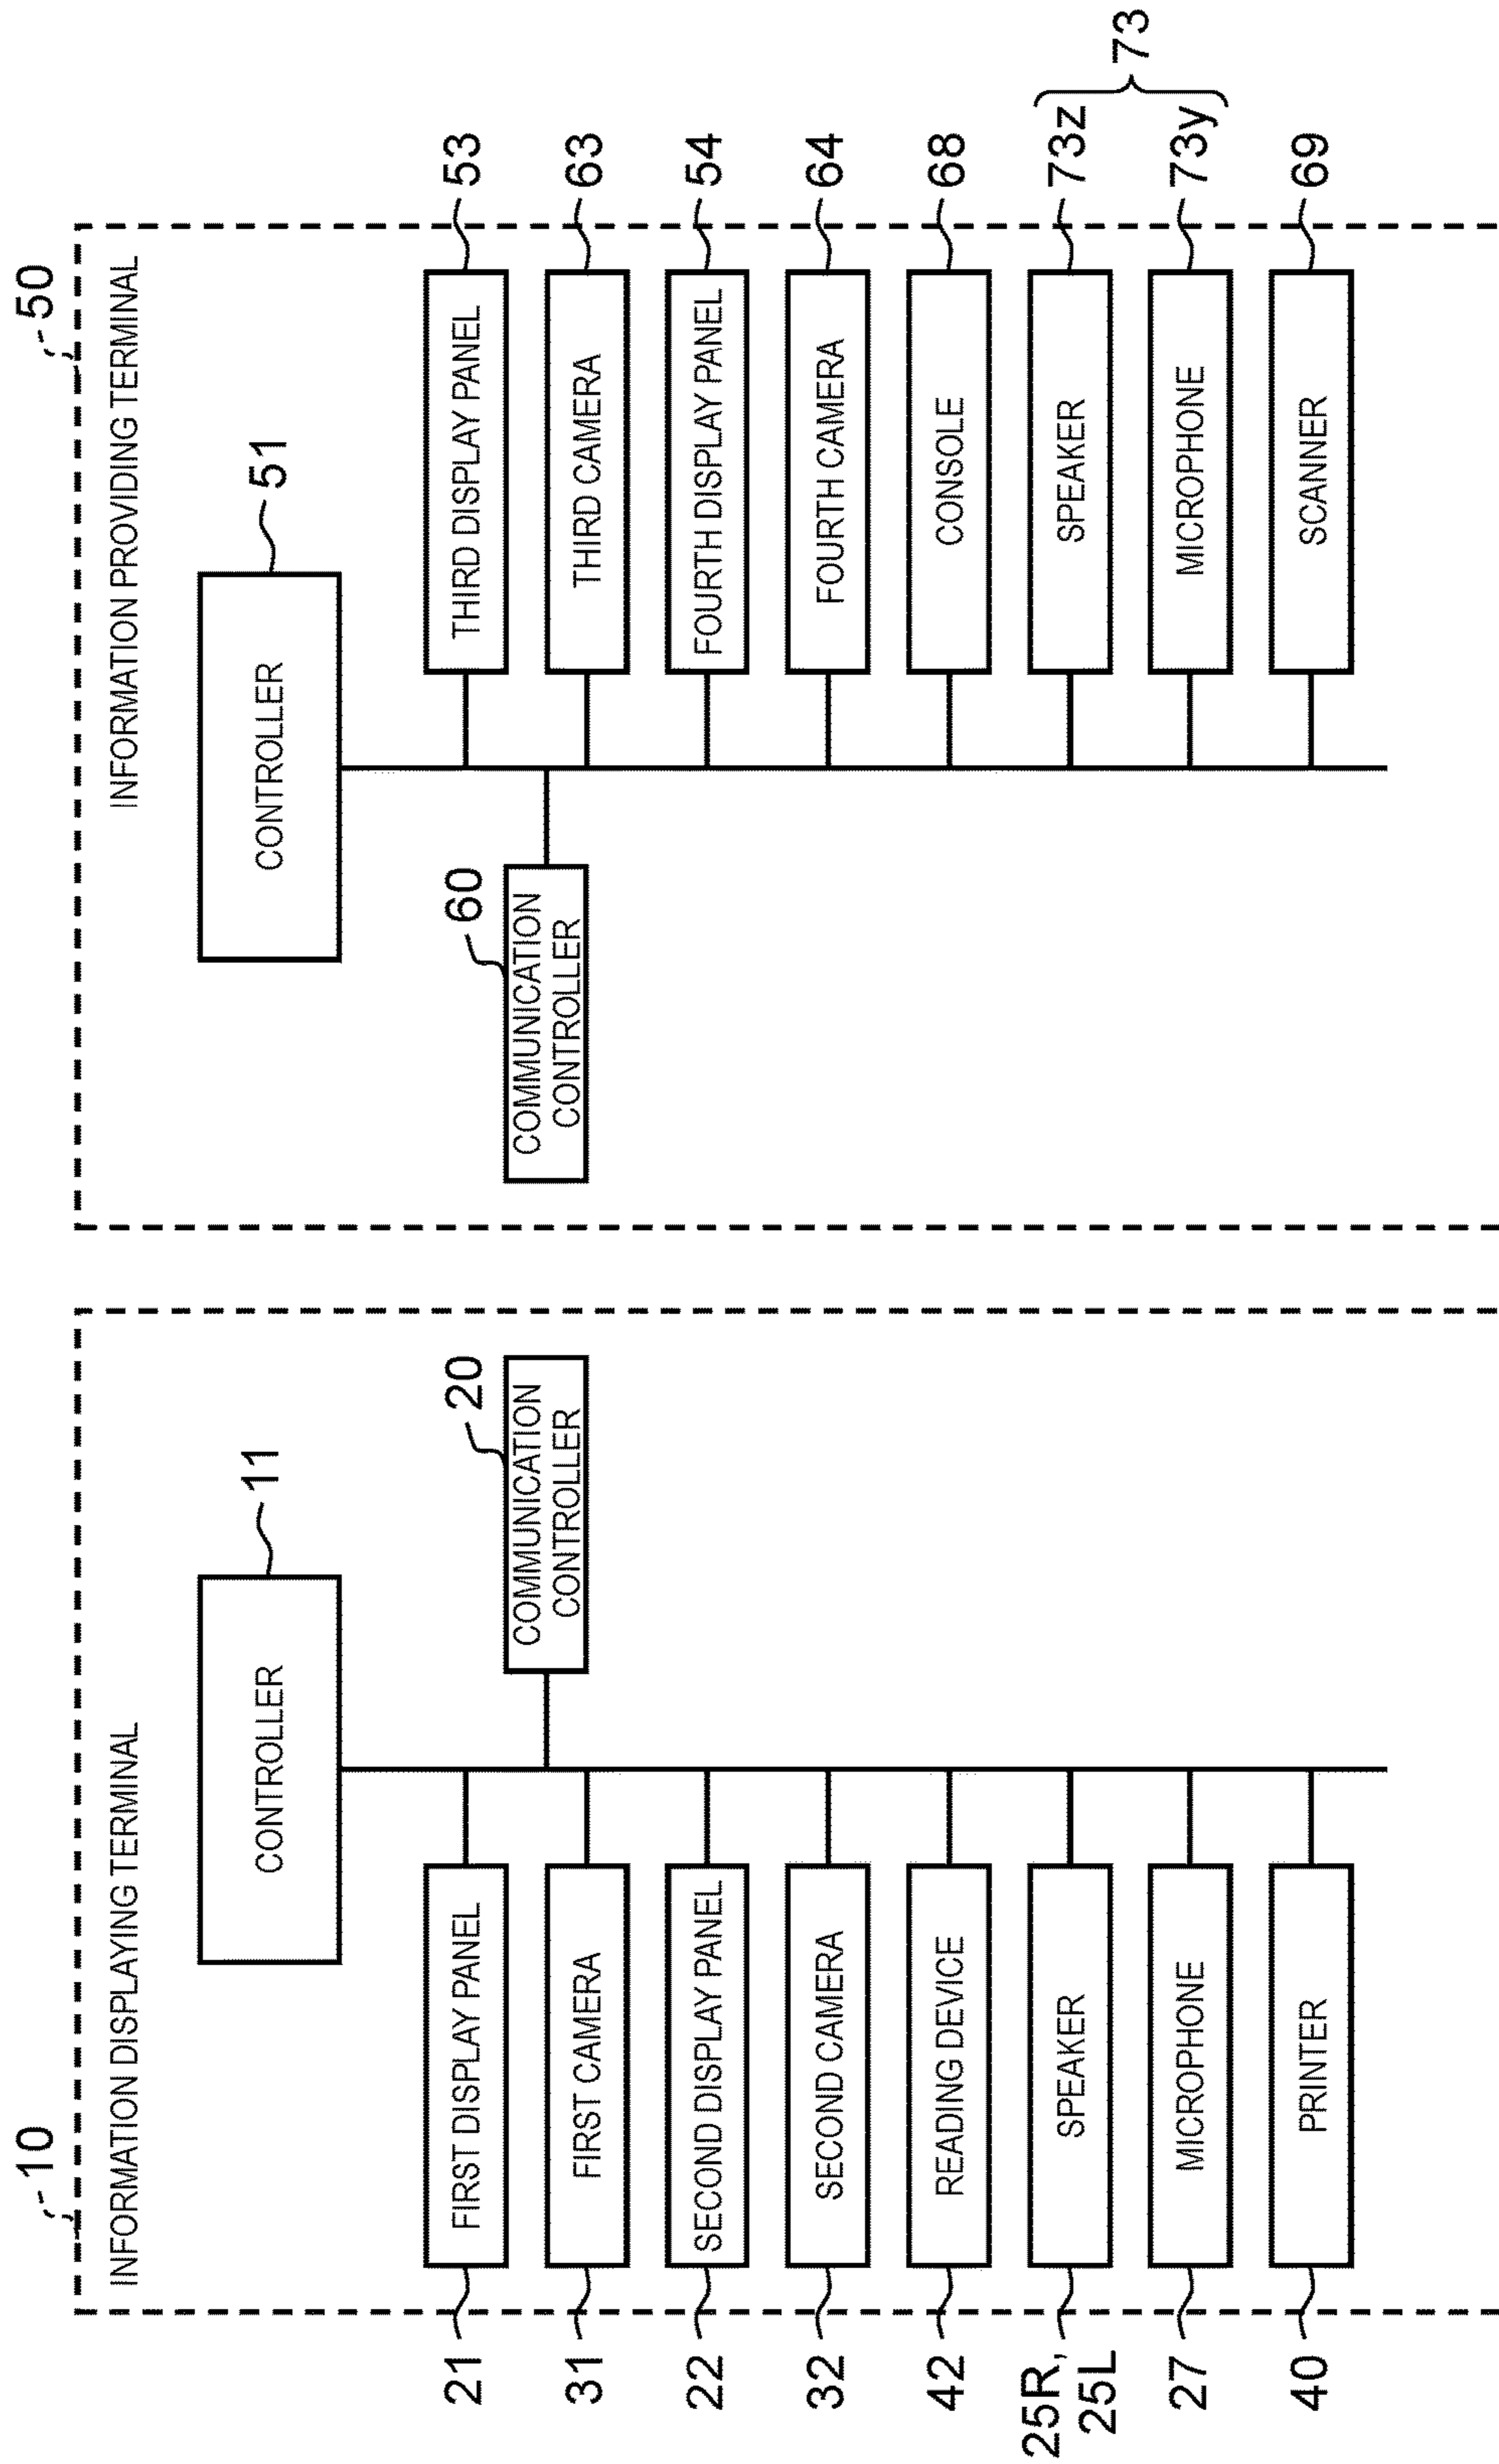 10
INFORMATION DISPLAYING TERMINAL
CONTROLLER
11
21
FIRST DISPLAY PANEL
COMMUNICATION
CONTROLLER
20
31
FIRST CAMERA
22
SECOND DISPLAY PANEL
32
SECOND CAMERA
42
READING DEVICE
25R,
25L
SPEAKER
27
MICROPHONE
40
PRINTER
50
INFORMATION PROVIDING TERMINAL
CONTROLLER
51
COMMUNICATION
CONTROLLER
60
THIRD DISPLAY PANEL
53
THIRD CAMERA
63
FOURTH DISPLAY PANEL
54
FOURTH CAMERA
64
CONSOLE
68
SPEAKER
73z
MICROPHONE
73y
73
SCANNER
69